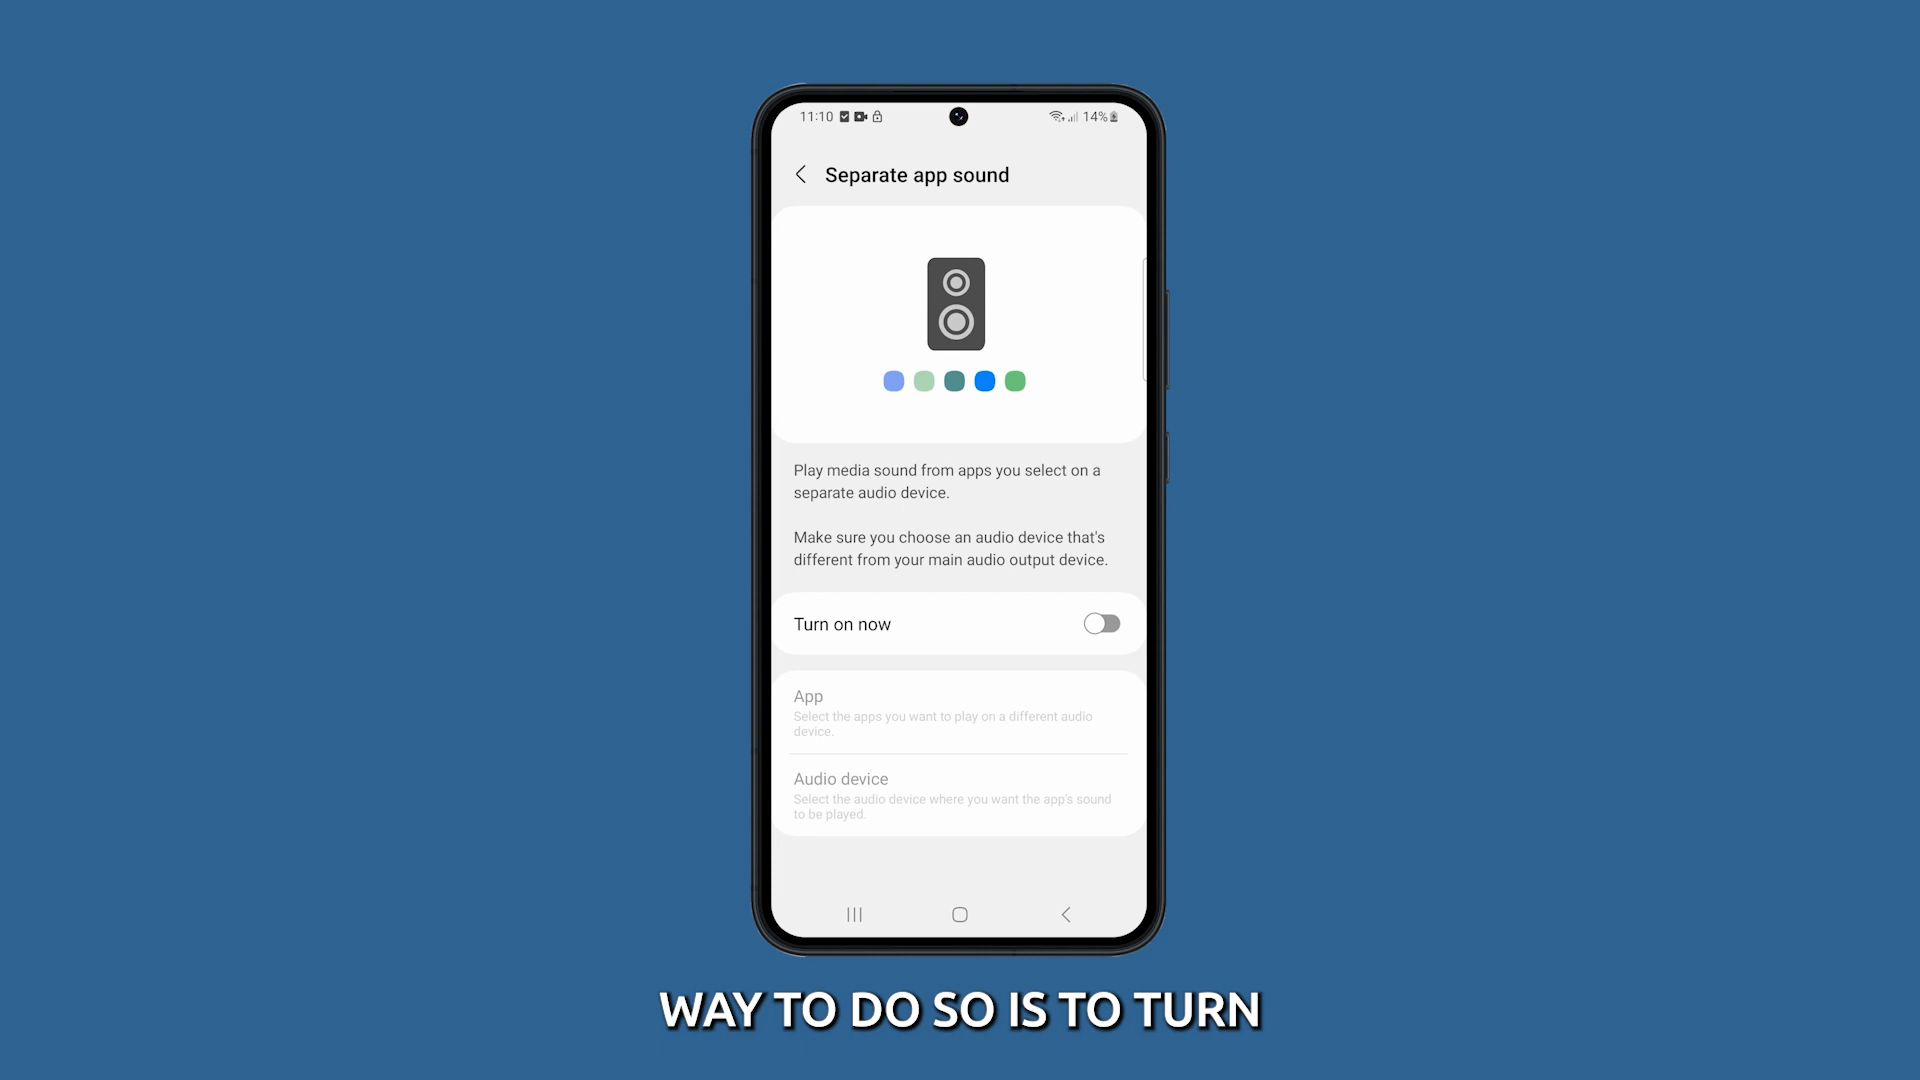 11:10
14%
Separate app sound
Play media sound from apps you select on a
separate audio device.
Make sure you choose an audio device that's
different from your main audio output device.
Turn on now
App
Select the apps you want to play on a different audio
device.
Audio device
Select the audio device where you want the app's sound
to be played.
WAY TO DO SO IS TO TURN